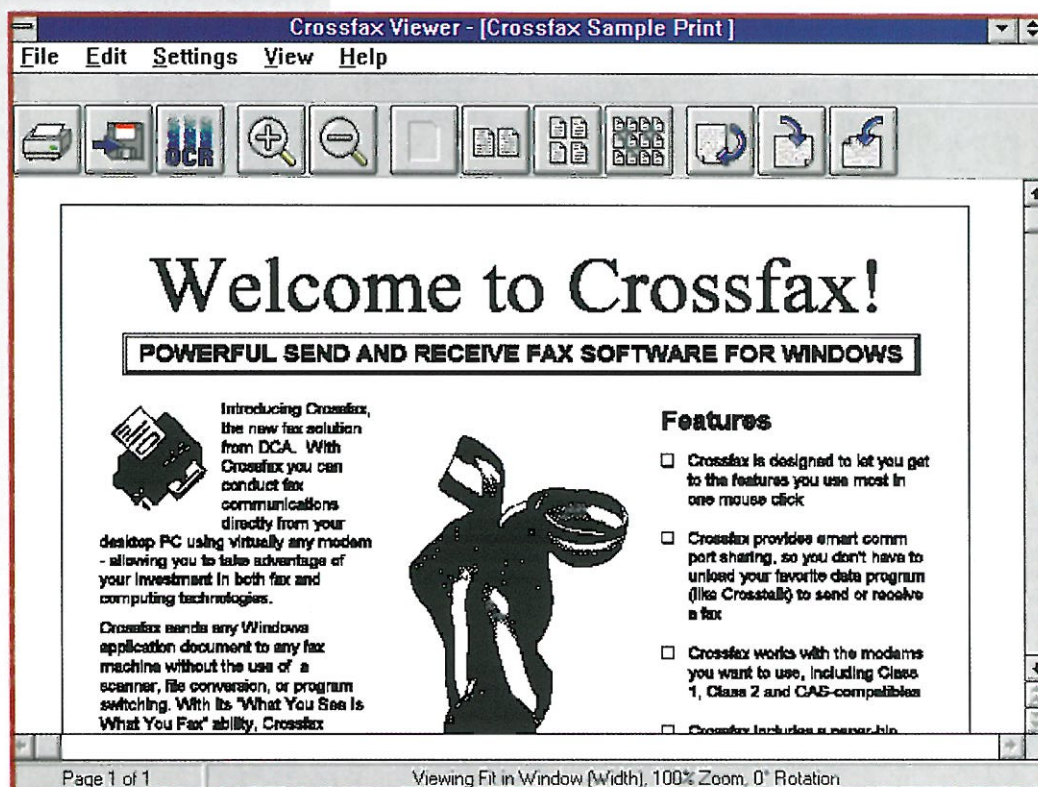 Crossfax Viewer - [Crossfax Sample Print ]
File Edit Settings View Help
OCR
Welcome to Crossfax!
POWERFUL SEND AND RECEIVE FAX SOFTWARE FOR WINDOWS
Introducing Crossfax,
the new fax solution
from DCA. With
Crossfax you can
conduct fax
communications
directly from your
desktop PC using virtually any modem
- allowing you to take advantage of
your investment in both fax and
computing technologies.
Crossfax sends any Windows
application document to any fax
machine without the use of a
scanner, file conversion, or program
switching. With its "What You See Is
What You Fax" ability, Crossfax
Features
❑ Crossfax is designed to let you get
to the features you use most in
one mouse click
❑ Crossfax provides smart comm
port sharing, so you don't have to
unload your favorite data program
(like Crosstalk) to send or receive
a fax
❑ Crossfax works with the modems
you want to use, including Class
1, Class 2 and CAS-compatibles
❑ Crossfax includes a paper-clip
Page 1 of 1
Viewing Fit in Window (Width), 100% Zoom, 0° Rotation